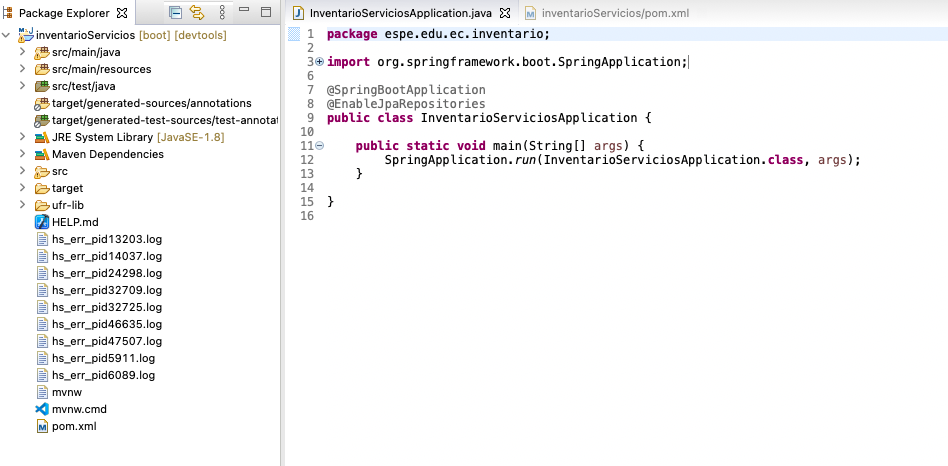 Package Explorer
inventarioServicios [boot] [devtools]
src/main/java
src/main/resources
src/test/java
target/generated-sources/annotations
target/generated-test-sources/test-annotat
JRE System Library [JavaSE-1.8]
Maven Dependencies
src
target
ufr-lib
HELP.md
hs_err_pid13203.log
hs_err_pid14037.log
hs_err_pid24298.log
hs_err_pid32709.log
hs_err_pid32725.log
hs_err_pid46635.log
hs_err_pid47507.log
hs_err_pid5911.log
hs_err_pid6089.log
mvnw
mvnw.cmd
pom.xml
InventarioServiciosApplication.java
inventarioServicios/pom.xml
1 package espe.edu.ec.inventario;
2
3 import org.springframework.boot.SpringApplication;
6
7 @SpringBootApplication
8 @EnableJpaRepositories
9 public class InventarioServiciosApplication {
10
11 public static void main(String[] args) {
12 SpringApplication.run(InventarioServiciosApplication.class, args);
13 }
14
15 }
16